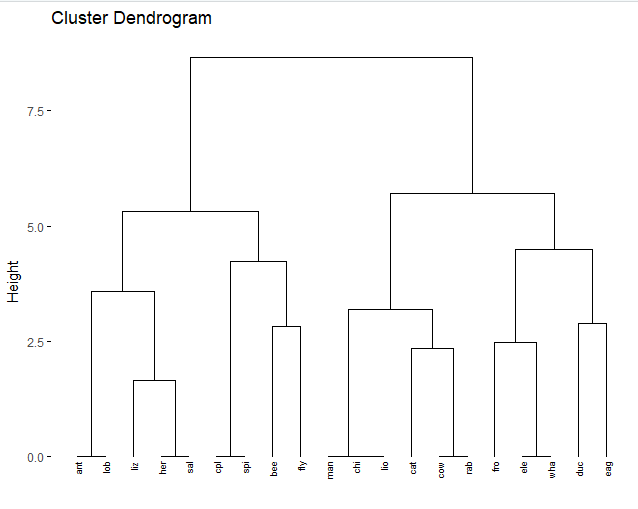 Cluster Dendrogram
7.5
5.0
2.5
0.0
Height
ant lob liz her sal cpl spi bee fly man chi lio cat cow rab fro ele wha duc eag